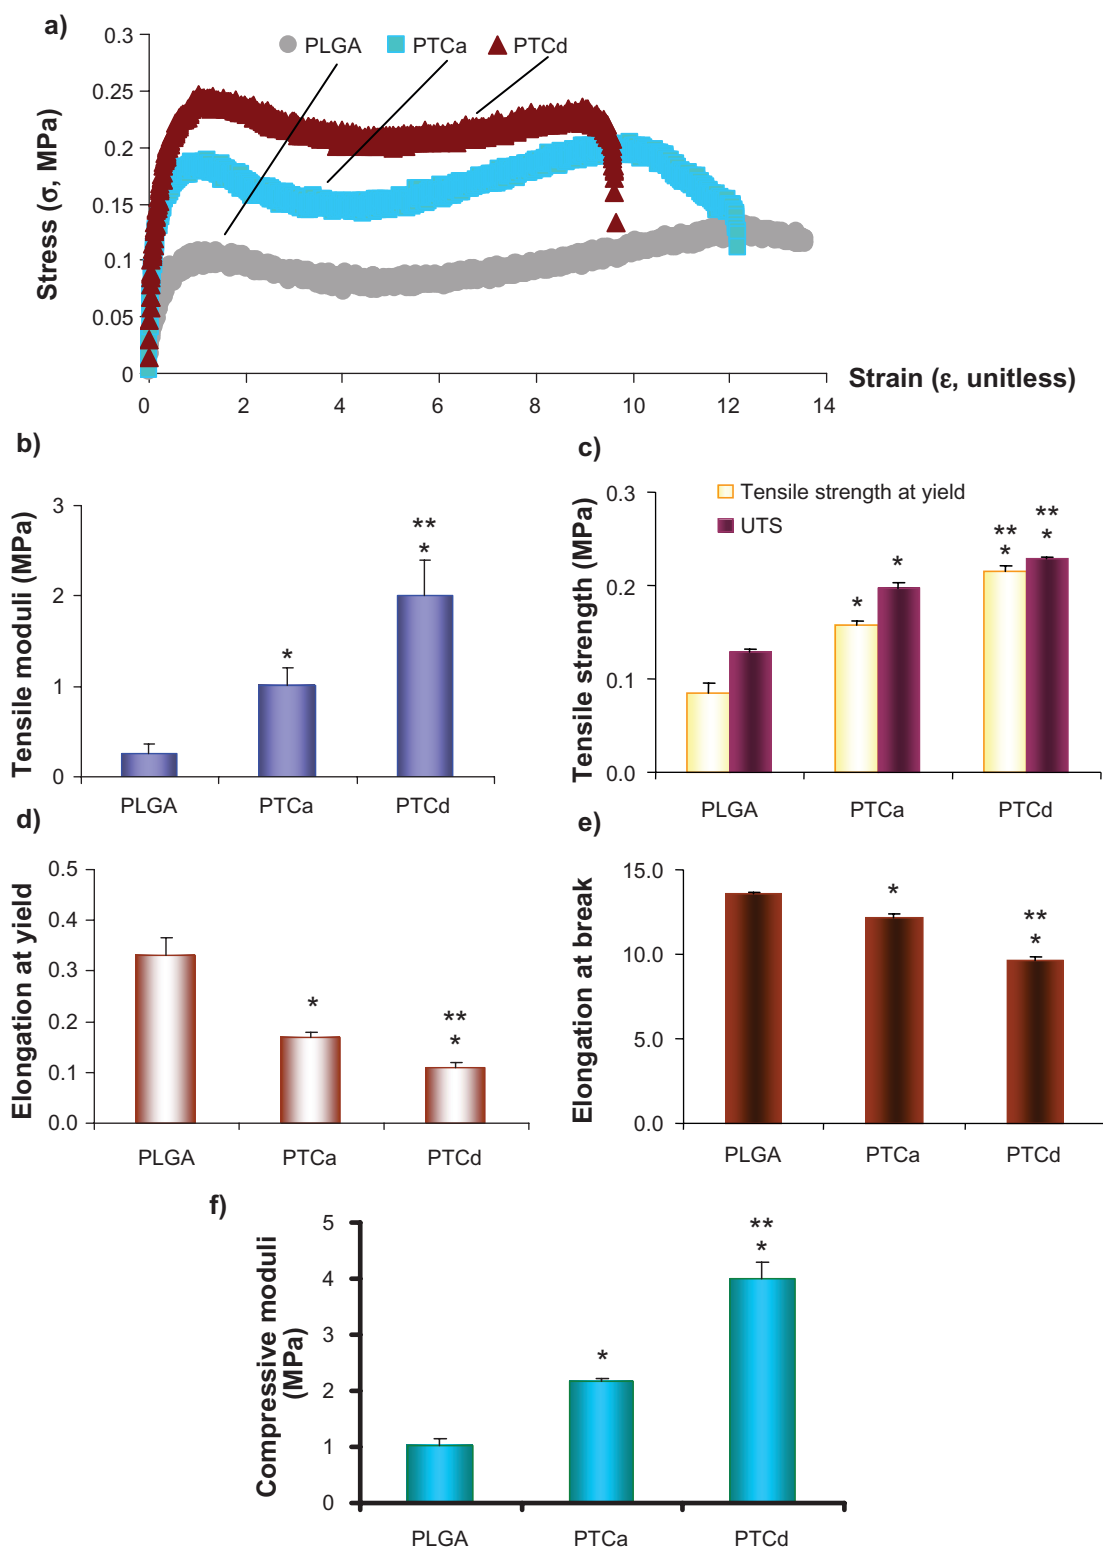 a)
0.3
0.25
0.2
0.15
0.1
0.05
0
Stress (σ, MPa)
PLGA PTCa PTCd
0 2 4 6 8 10 12 14
Strain (ε, unitless)
b)
Tensile moduli (MPa)
3
2
1
0
*
**
*
PLGA PTCa PTCd
c)
Tensile strength (MPa)
0.3
0.2
0.1
0.0
Tensile strength at yield
UTS
*
*
**
*
**
*
PLGA PTCa PTCd
d)
Elongation at yield
0.5
0.4
0.3
0.2
0.1
0.0
*
**
*
PLGA PTCa PTCd
e)
Elongation at break
15.0
10.0
5.0
0.0
*
**
*
PLGA PTCa PTCd
f)
Compressive moduli
(MPa)
5
4
3
2
1
0
*
**
*
PLGA PTCa PTCd